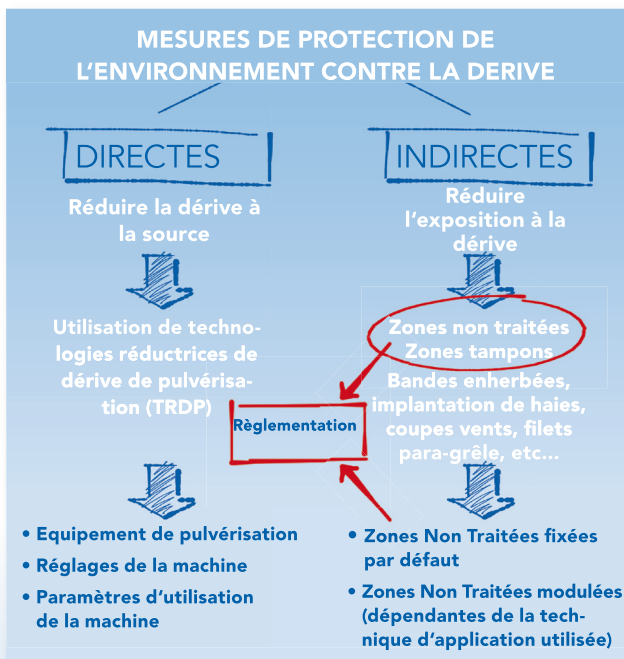 MESURES DE PROTECTION DE
L'ENVIRONNEMENT CONTRE LA DERIVE
DIRECTES
Réduire la dérive à
la source
Utilisation de techno-
logies réductrices de
dérive de pulvérisa-
tion (TRDP)
• Equipement de pulvérisation
• Réglages de la machine
• Paramètres d'utilisation
de la machine
INDIRECTES
Réduire
l'exposition à la
dérive
Zones non traitées
Zones tampons
Bandes enherbées,
implantation de haies,
coupes vents, filets
para-grêle, etc...
Règlementation
• Zones Non Traitées fixées
par défaut
• Zones Non Traitées modulées
(dépendantes de la tech-
nique d'application utilisée)